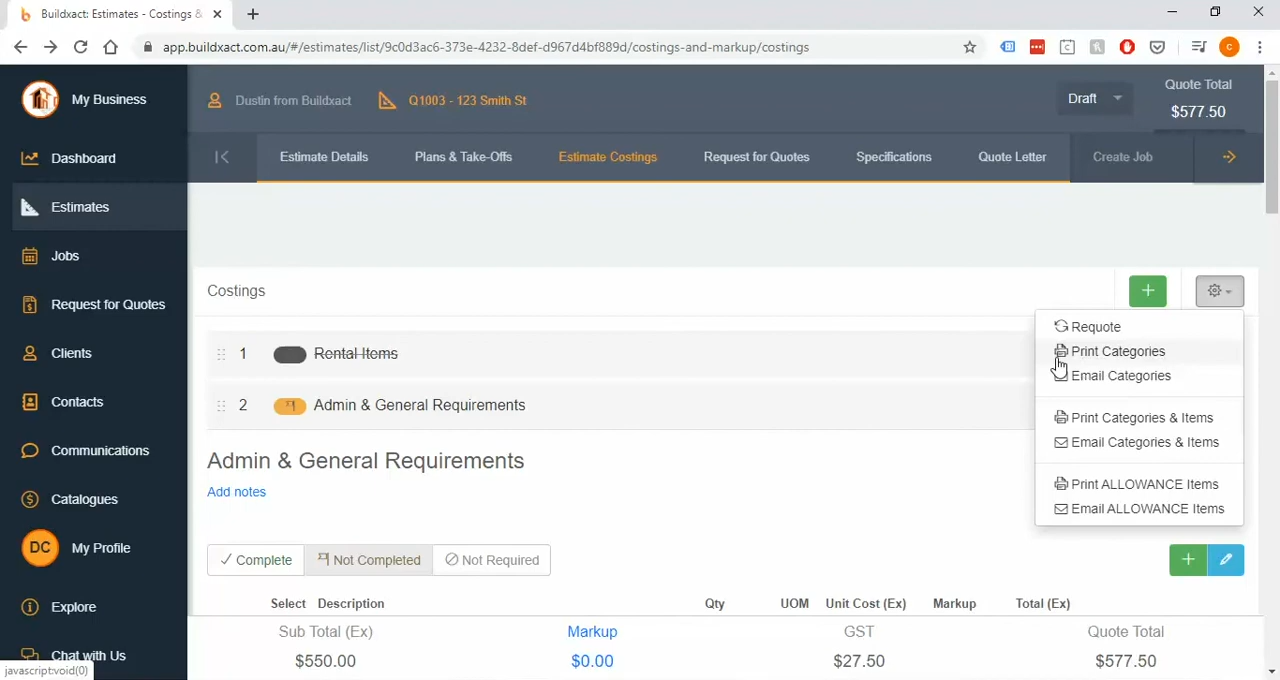 Buildxact: Estimates - Costings &
app.buildxact.com.au/#/estimates/list/9c0d3ac6-373e-4232-8def-d967d4bf889d/costings-and-markup/costings
C
My Business
Dustin from Buildxact
Q1003 - 123 Smith St
Draft
Quote Total
$577.50
Estimate Details
Plans & Take-Offs
Estimate Costings
Request for Quotes
Specifications
Quote Letter
Create Job
Dashboard
Estimates
Jobs
Request for Quotes
Clients
Contacts
Communications
Catalogues
DC
My Profile
Explore
Chat with Us
javascript:void(0)
Costings
1 Rental Items
2 Admin & General Requirements
Requote
Print Categories
Email Categories
Print Categories & Items
Email Categories & Items
Print ALLOWANCE Items
Email ALLOWANCE Items
Admin & General Requirements
Add notes
Complete
Not Completed
Not Required
Select Description Qty UOM Unit Cost (Ex) Markup Total (Ex)
Sub Total (Ex) Markup GST Quote Total
$550.00 $0.00 $27.50 $577.50